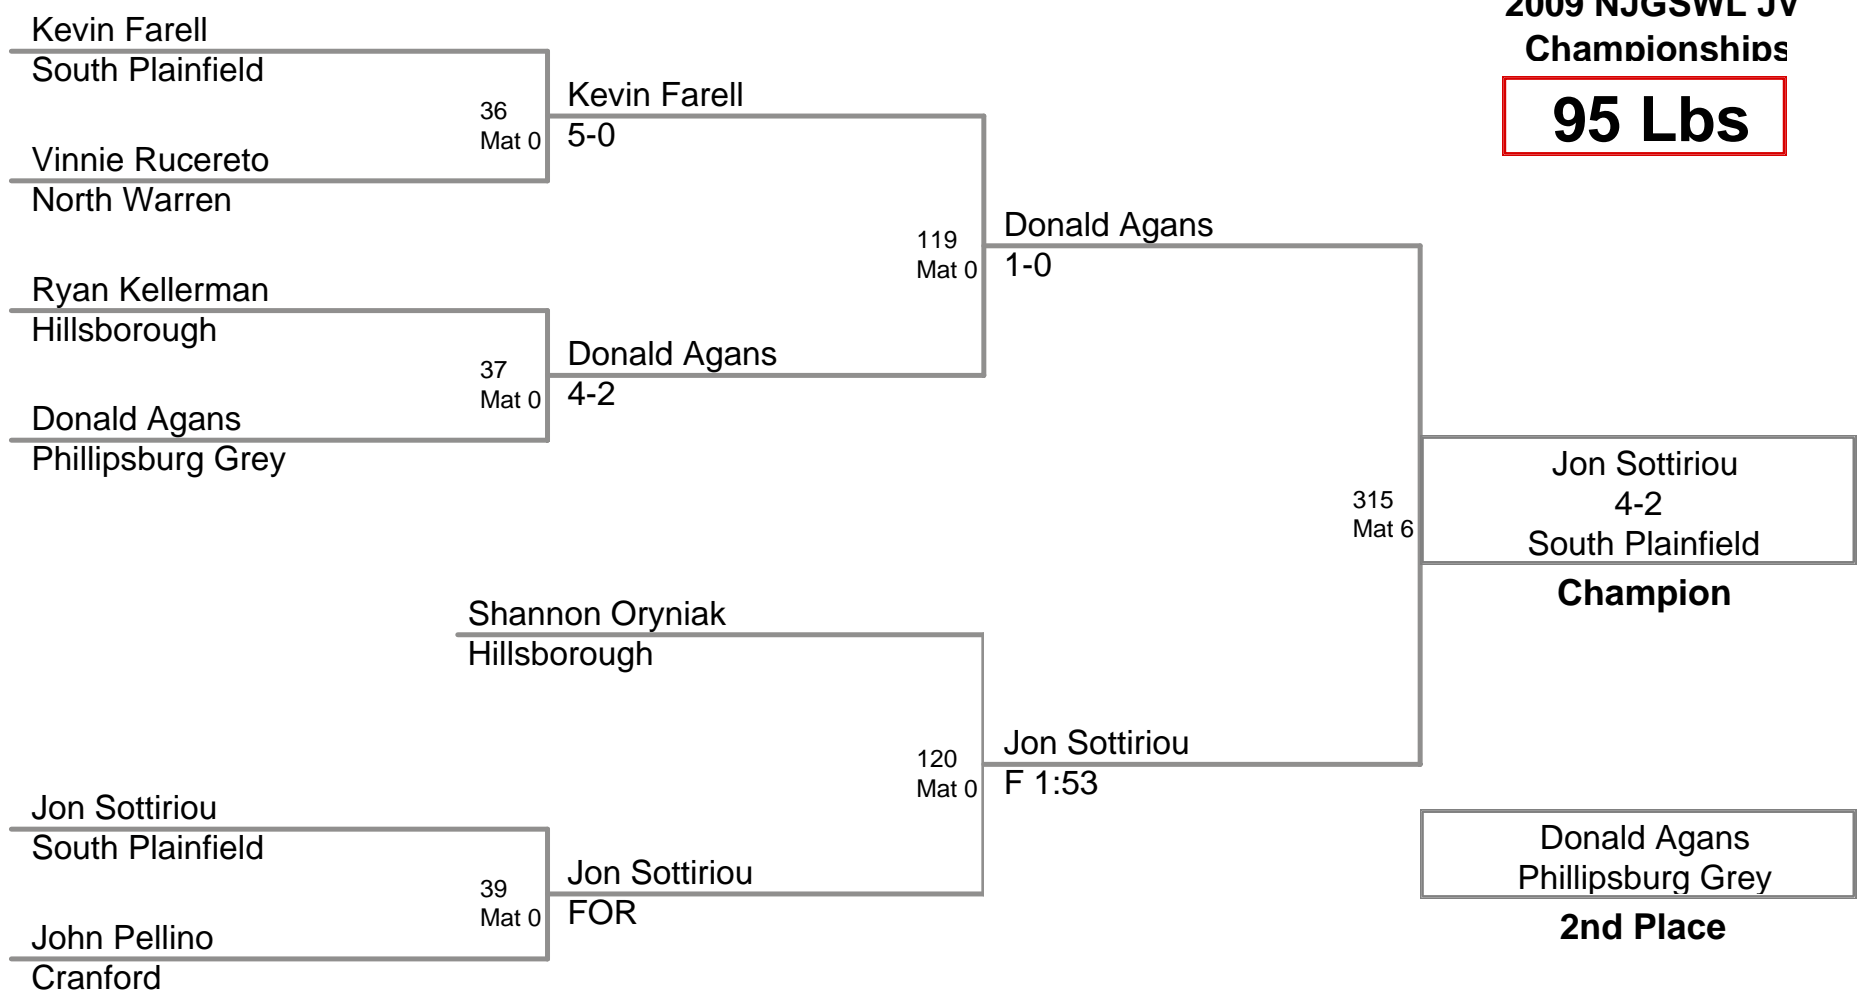 2009 NJGSWL JV
Championships
95 Lbs
Kevin Farell
South Plainfield
36
Mat 0
Vinnie Rucereto
North Warren
Kevin Farell
5-0
Ryan Kellerman
Hillsborough
37
Mat 0
Donald Agans
Phillipsburg Grey
Donald Agans
4-2
119
Mat 0
Donald Agans
1-0
Shannon Oryniak
Hillsborough
Jon Sottiriou
South Plainfield
39
Mat 0
John Pellino
Cranford
Jon Sottiriou
FOR
120
Mat 0
Jon Sottiriou
F 1:53
315
Mat 6
Jon Sottiriou
4-2
South Plainfield
Champion
Donald Agans
Phillipsburg Grey
2nd Place